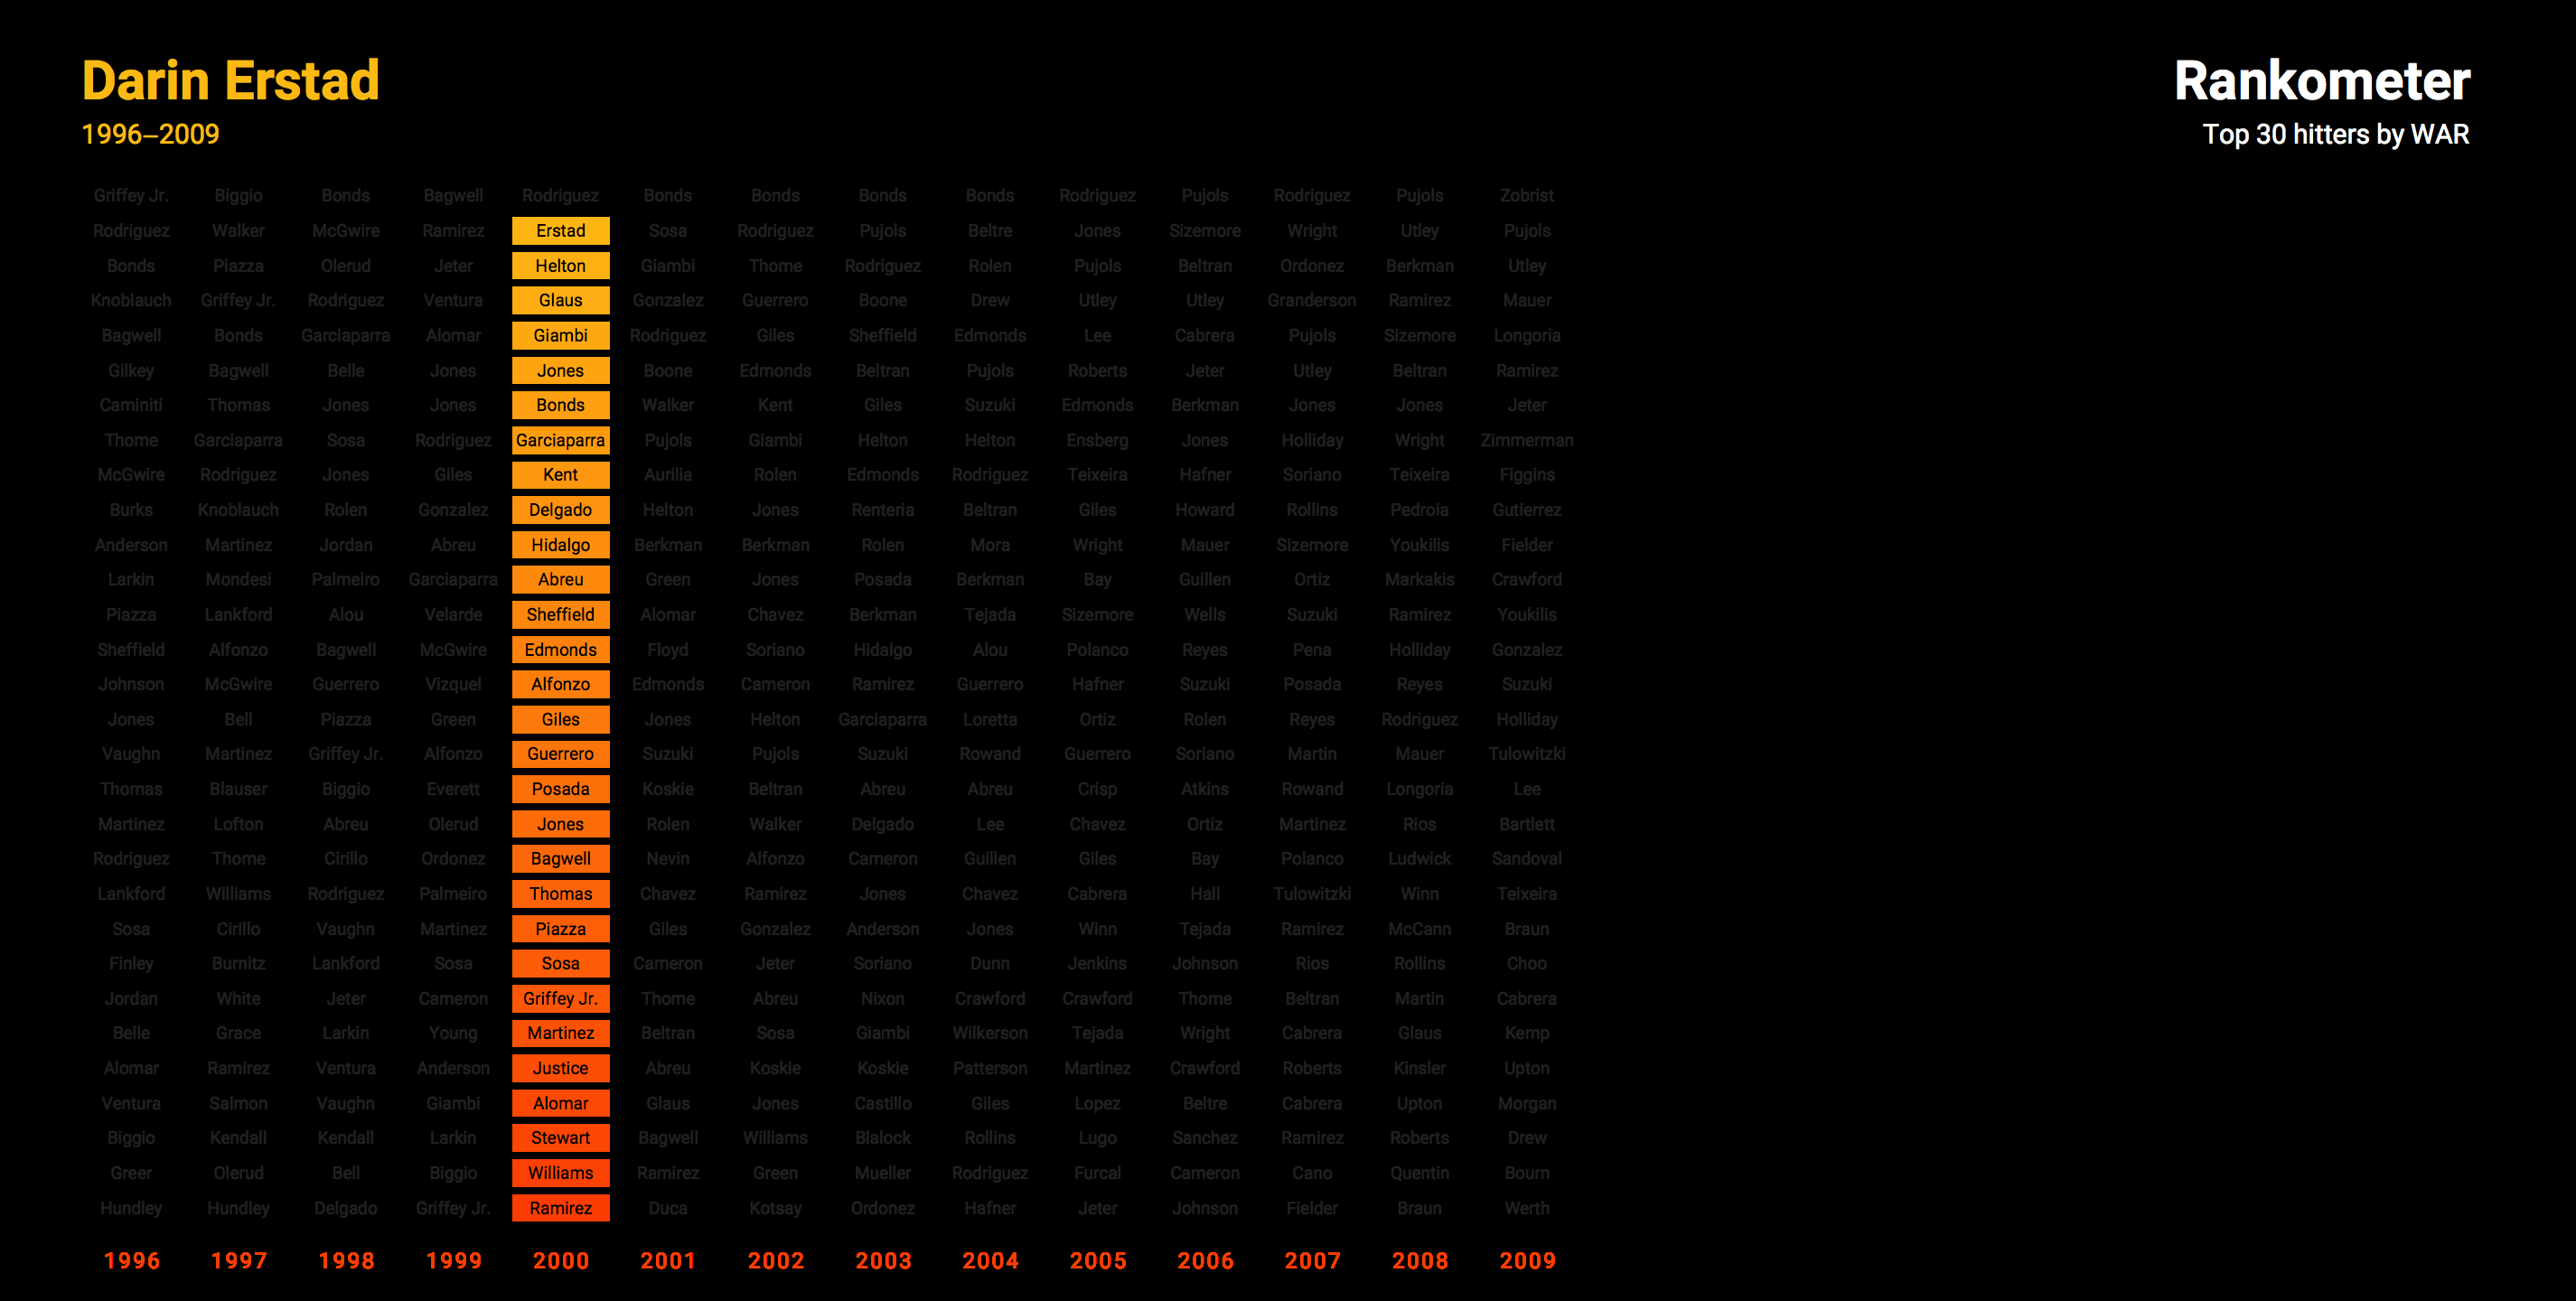 Darin Erstad
1996–2009
Rankometer
Top 30 hitters by WAR
Griffey Jr. Biggio Bonds Bagwell Rodriguez Bonds Bonds Bonds Bonds Rodriguez Pujols Rodriguez Pujols Zobrist
Rodriguez Walker McGwire Ramirez Erstad Sosa Rodriguez Pujols Beltre Jones Sizemore Wright Utley Pujols
Bonds Piazza Olerud Jeter Helton Giambi Thome Rodriguez Rolen Pujols Beltran Ordonez Berkman Utley
Knoblauch Griffey Jr. Rodriguez Ventura Glaus Gonzalez Guerrero Boone Drew Utley Utley Granderson Ramirez Mauer
Bagwell Bonds Garciaparra Alomar Giambi Rodriguez Giles Sheffield Edmonds Lee Cabrera Pujols Sizemore Longoria
Gilkey Bagwell Belle Jones Jones Boone Edmonds Beltran Pujols Roberts Jeter Utley Beltran Ramirez
Caminiti Thomas Jones Jones Bonds Walker Kent Giles Suzuki Edmonds Berkman Jones Jones Jeter
Thome Garciaparra Sosa Rodriguez Garciaparra Pujols Giambi Helton Helton Ensberg Jones Holliday Wright Zimmerman
McGwire Rodriguez Jones Giles Kent Aurilia Rolen Edmonds Rodriguez Teixeira Hafner Soriano Teixeira Figgins
Burks Knoblauch Rolen Gonzalez Delgado Helton Jones Renteria Beltran Giles Howard Rollins Pedroia Gutierrez
Anderson Martinez Jordan Abreu Hidalgo Berkman Berkman Rolen Mora Wright Mauer Sizemore Youkilis Fielder
Larkin Mondesi Palmeiro Garciaparra Abreu Green Jones Posada Berkman Bay Guillen Ortiz Markakis Crawford
Piazza Lankford Alou Velarde Sheffield Alomar Chavez Berkman Tejada Sizemore Wells Suzuki Ramirez Youkilis
Sheffield Alfonzo Bagwell McGwire Edmonds Floyd Soriano Hidalgo Alou Polanco Reyes Pena Holliday Gonzalez
Johnson McGwire Guerrero Vizquel Alfonzo Edmonds Cameron Ramirez Guerrero Hafner Suzuki Posada Reyes Suzuki
Jones Bell Piazza Green Giles Jones Helton Garciaparra Loretta Ortiz Rolen Reyes Rodriguez Holliday
Vaughn Martinez Griffey Jr. Alfonzo Guerrero Suzuki Pujols Suzuki Rowand Guerrero Soriano Martin Mauer Tulowitzki
Thomas Blauser Biggio Everett Posada Koskie Beltran Abreu Abreu Crisp Atkins Rowand Longoria Lee
Martinez Lofton Abreu Olerud Jones Rolen Walker Delgado Lee Chavez Ortiz Martinez Rios Bartlett
Rodriguez Thome Cirillo Ordonez Bagwell Nevin Alfonzo Cameron Guillen Giles Bay Polanco Ludwick Sandoval
Lankford Williams Rodriguez Palmeiro Thomas Chavez Ramirez Jones Chavez Cabrera Hall Tulowitzki Winn Teixeira
Sosa Cirillo Vaughn Martinez Piazza Giles Gonzalez Anderson Jones Winn Tejada Ramirez McCann Braun
Finley Burnitz Lankford Sosa Sosa Cameron Jeter Soriano Dunn Jenkins Johnson Rios Rollins Choo
Jordan White Jeter Cameron Griffey Jr. Thome Abreu Nixon Crawford Crawford Thome Beltran Martin Cabrera
Belle Grace Larkin Young Martinez Beltran Sosa Giambi Wilkerson Tejada Wright Cabrera Glaus Kemp
Alomar Ramirez Ventura Anderson Justice Abreu Koskie Koskie Patterson Martinez Crawford Roberts Kinsler Upton
Ventura Salmon Vaughn Giambi Alomar Glaus Jones Castillo Giles Lopez Beltre Cabrera Upton Morgan
Biggio Kendall Kendall Larkin Stewart Bagwell Williams Blalock Rollins Lugo Sanchez Ramirez Roberts Drew
Greer Olerud Bell Biggio Williams Ramirez Green Mueller Rodriguez Furcal Cameron Cano Quentin Bourn
Hundley Hundley Delgado Griffey Jr. Ramirez Duca Kotsay Ordonez Hafner Jeter Johnson Fielder Braun Werth
1996 1997 1998 1999 2000 2001 2002 2003 2004 2005 2006 2007 2008 2009